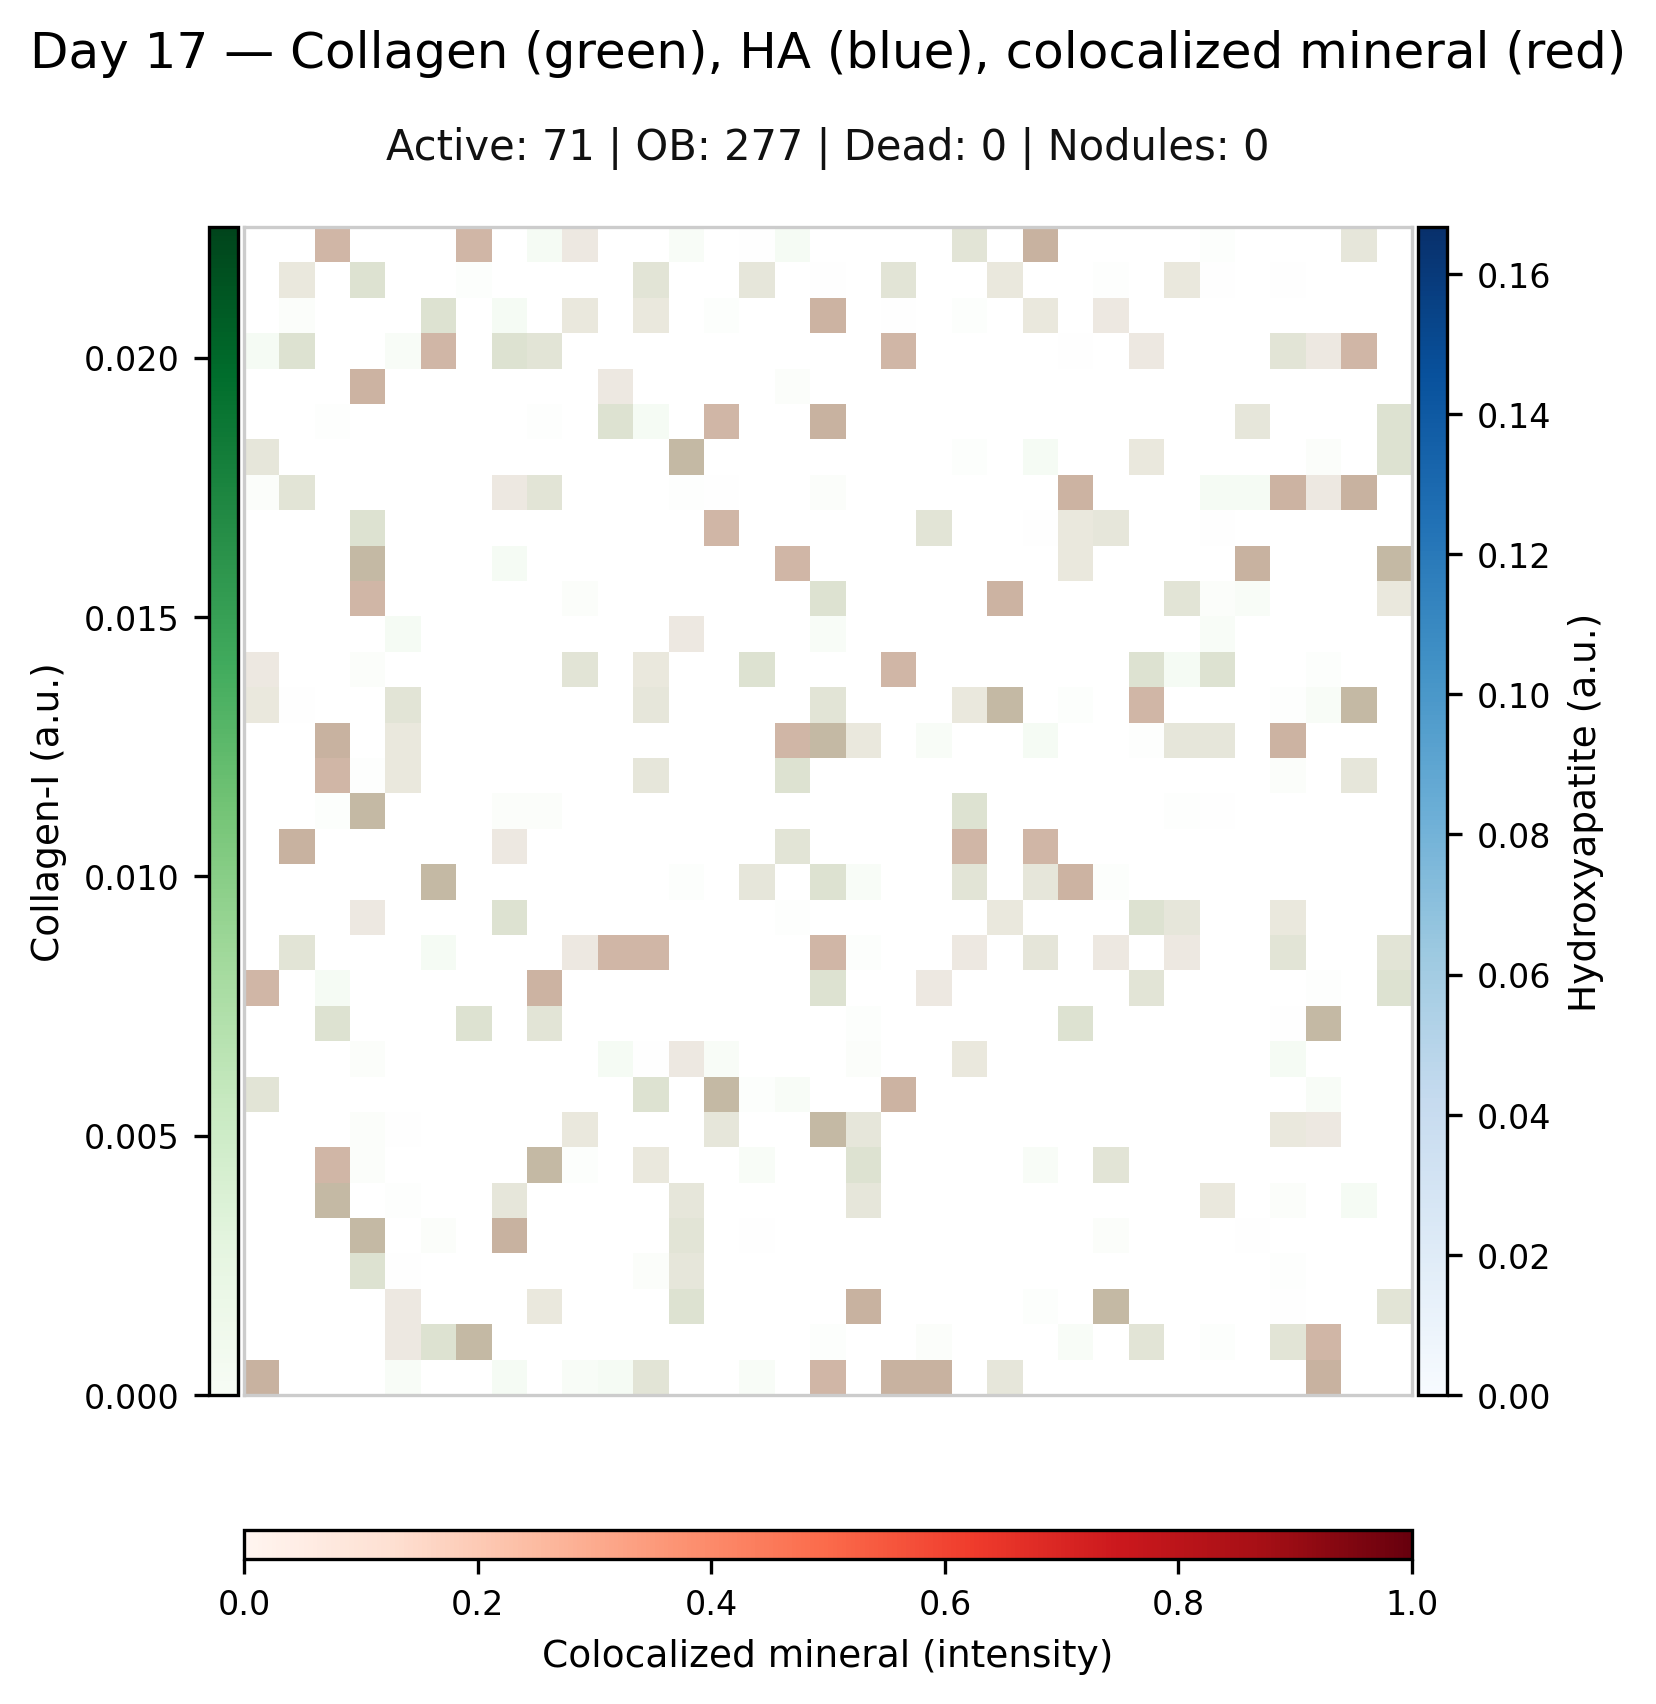 Day 17 — Collagen (green), HA (blue), colocalized mineral (red)
Active: 71 | OB: 277 | Dead: 0 | Nodules: 0
Collagen-I (a.u.)
0.020
0.015
0.010
0.005
0.000
0.16
0.14
0.12
0.10
0.08
0.06
0.04
0.02
0.00
Hydroxyapatite (a.u.)
0.0 0.2 0.4 0.6 0.8 1.0
Colocalized mineral (intensity)